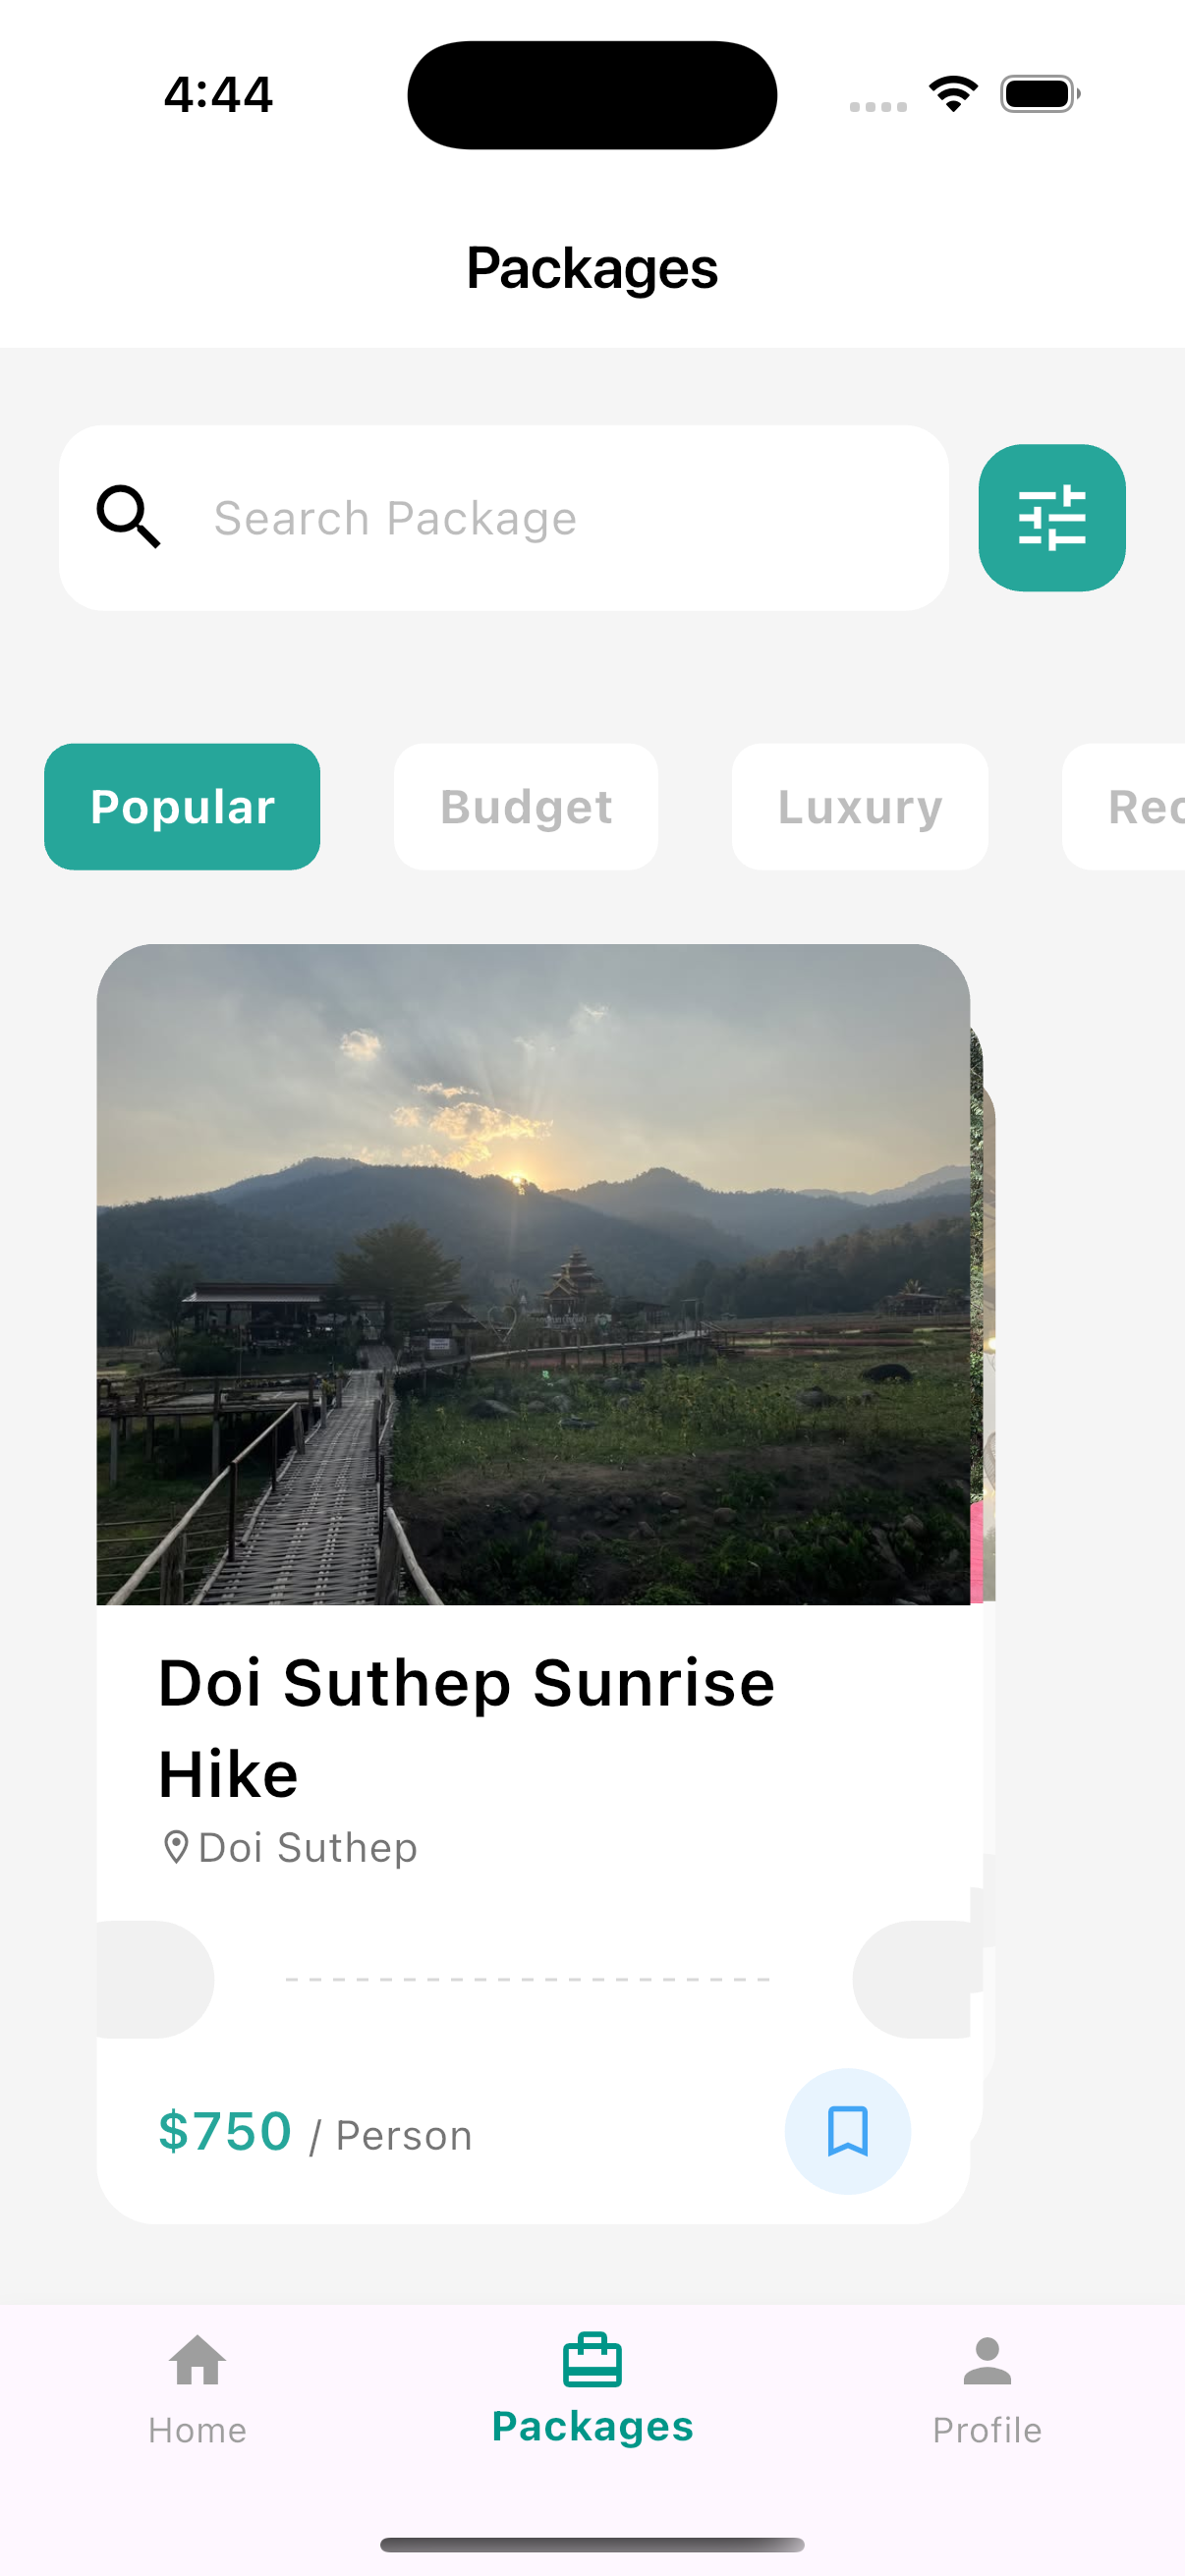 4:44
Packages
Search Package
Popular
Budget
Luxury
Rec
Doi Suthep Sunrise
Hike
Doi Suthep
$750 / Person
Home
Packages
Profile